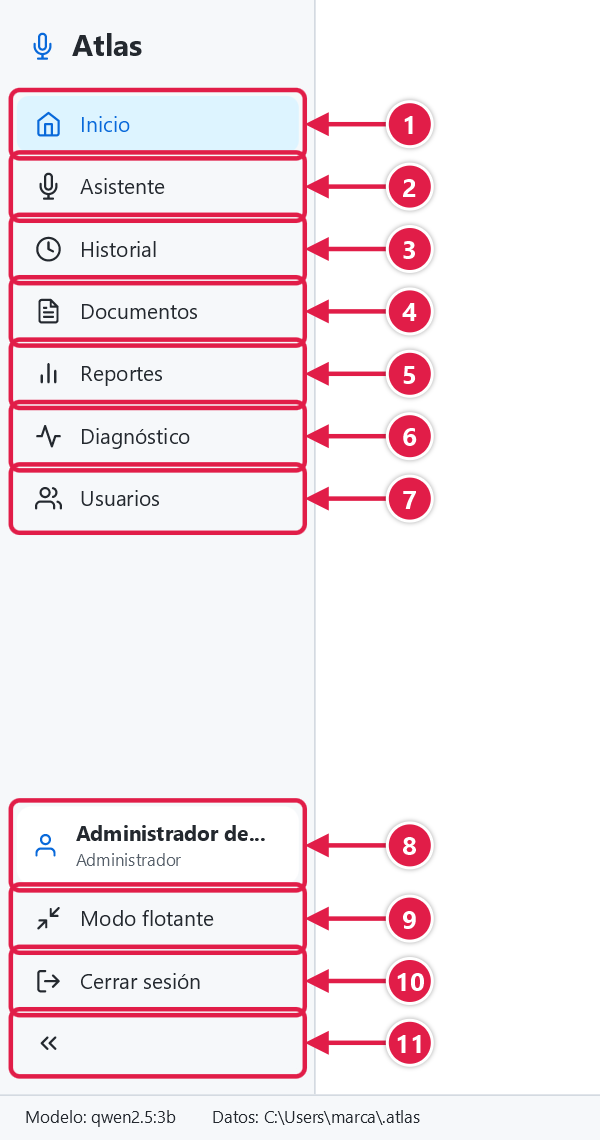 Atlas
Inicio 1
Asistente 2
Historial 3
Documentos 4
Reportes 5
Diagnóstico 6
Usuarios 7
Administrador de...
Administrador 8
Modo flotante 9
Cerrar sesión 10
« 11
Modelo: qwen2.5:3b Datos: C:\Users\marca\.atlas